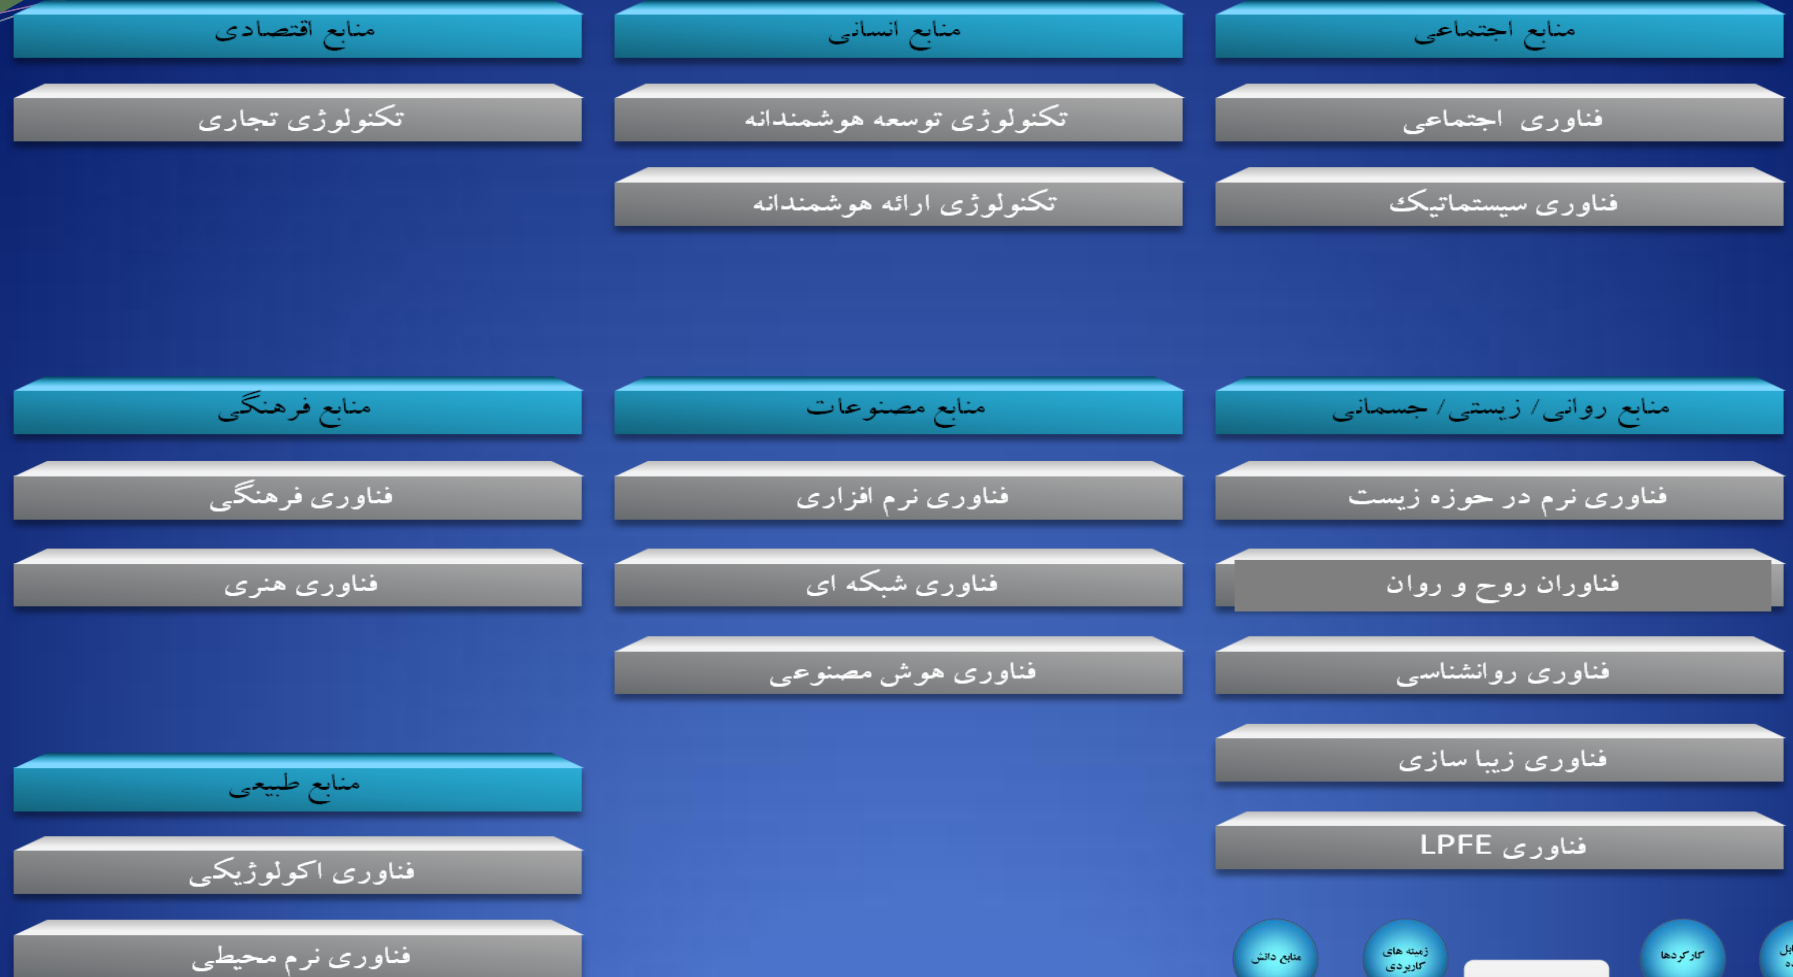 منابع اجتماعی
فناوری اجتماعی
فناوری سیستماتیک
منابع انسانی
تکنولوژی توسعه هوشمندانه
تکنولوژی ارائه هوشمندانه
منابع اقتصادی
تکنولوژی تجاری
منابع روانی/ زیستی/ جسمانی
فناوری نرم در حوزه زیست
فناوران روح و روان
فناوری روانشناسی
فناوری زیبا سازی
فناوری LPFE
منابع مصنوعات
فناوری نرم افزاری
فناوری شبکه ای
فناوری هوش مصنوعی
منابع فرهنگی
فناوری فرهنگی
فناوری هنری
منابع طبیعی
فناوری اکولوژیکی
فناوری نرم محیطی
کارکردها
زمینه های
کاربردی
منابع دانش